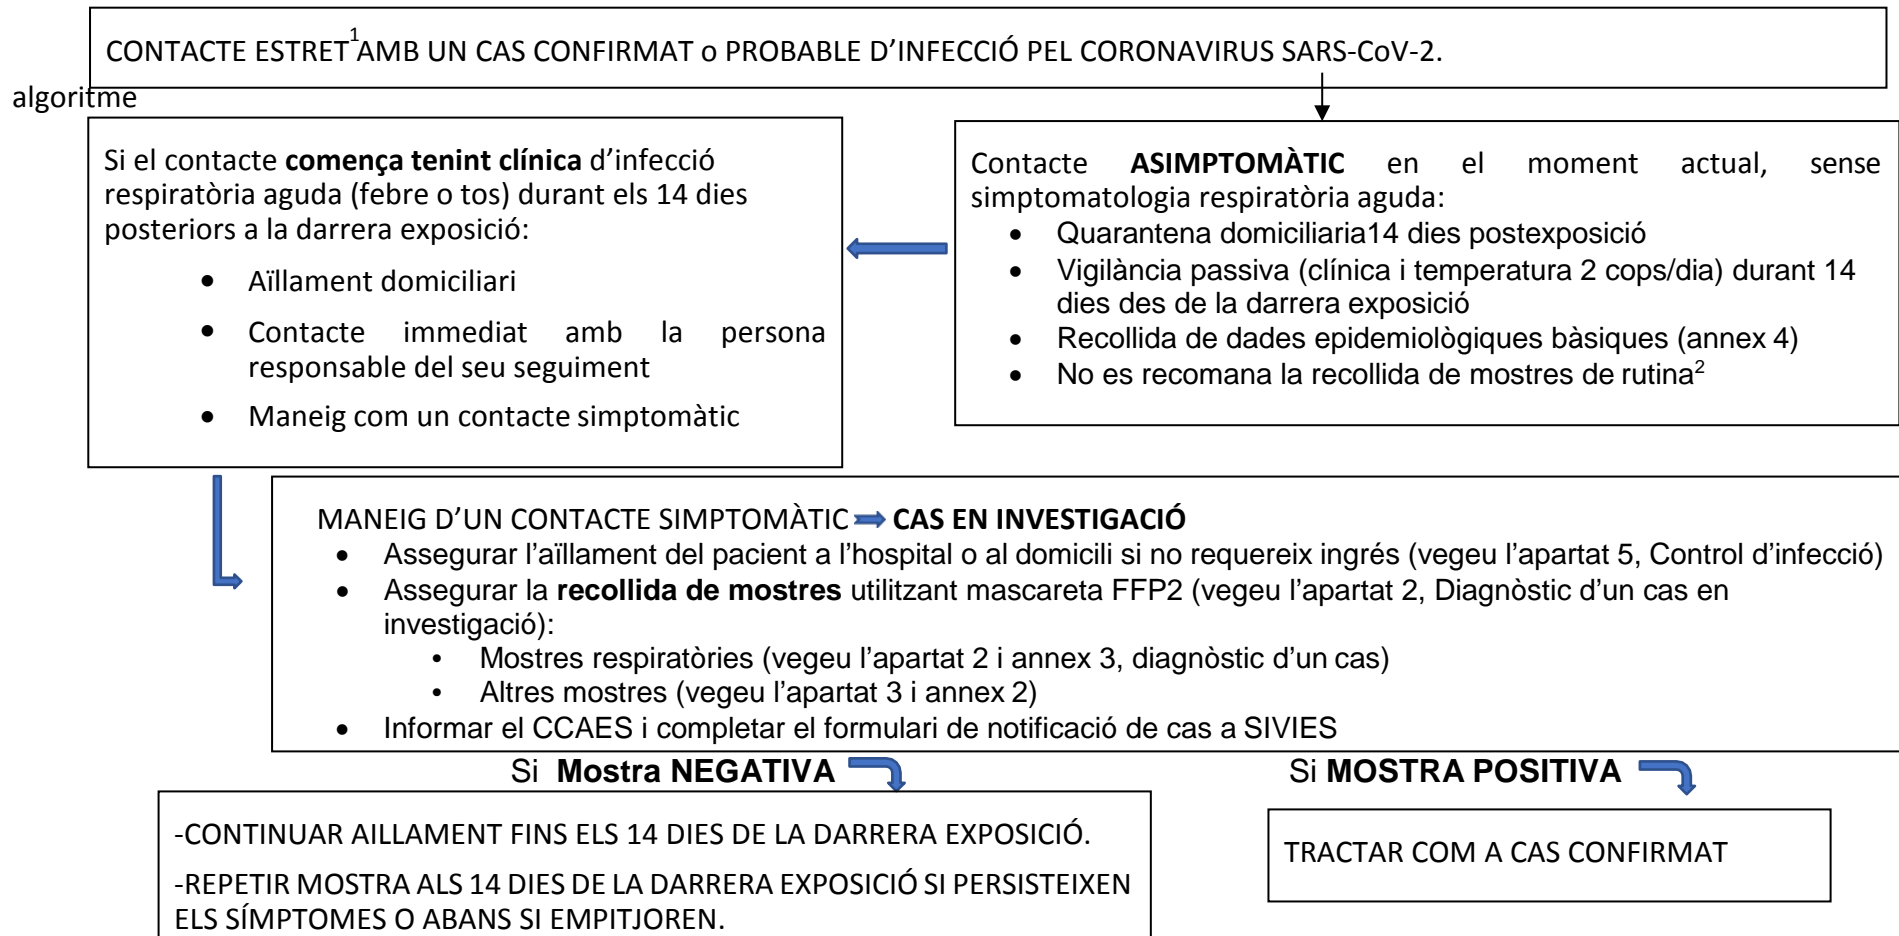 CONTACTE ESTRET¹AMB UN CAS CONFIRMAT o PROBABLE D’INFECCIÓ PEL CORONAVIRUS SARS-CoV-2.
algoritme
Contacte ASIMPTOMÀTIC en el moment actual, sense
simptomatologia respiratòria aguda:
• Quarantena domiciliaria14 dies postexposició
• Vigilància passiva (clínica i temperatura 2 cops/dia) durant 14
dies des de la darrera exposició
• Recollida de dades epidemiològiques bàsiques (annex 4)
• No es recomana la recollida de mostres de rutina²
Si el contacte comença tenint clínica d’infecció
respiratòria aguda (febre o tos) durant els 14 dies
posteriors a la darrera exposició:
• Aïllament domiciliari
• Contacte immediat amb la persona
responsable del seu seguiment
• Maneig com un contacte simptomàtic
MANEIG D’UN CONTACTE SIMPTOMÀTIC CAS EN INVESTIGACIÓ
• Assegurar l’aïllament del pacient a l’hospital o al domicili si no requereix ingrés (vegeu l’apartat 5, Control d’infecció)
• Assegurar la recollida de mostres utilitzant mascareta FFP2 (vegeu l’apartat 2, Diagnòstic d’un cas en
investigació):
• Mostres respiratòries (vegeu l’apartat 2 i annex 3, diagnòstic d’un cas)
• Altres mostres (vegeu l’apartat 3 i annex 2)
• Informar el CCAES i completar el formulari de notificació de cas a SIVIES
Si Mostra NEGATIVA
-CONTINUAR AILLAMENT FINS ELS 14 DIES DE LA DARRERA EXPOSICIÓ.
-REPETIR MOSTRA ALS 14 DIES DE LA DARRERA EXPOSICIÓ SI PERSISTEIXEN
ELS SÍMPTOMES O ABANS SI EMPITJOREN.
Si MOSTRA POSITIVA
TRACTAR COM A CAS CONFIRMAT